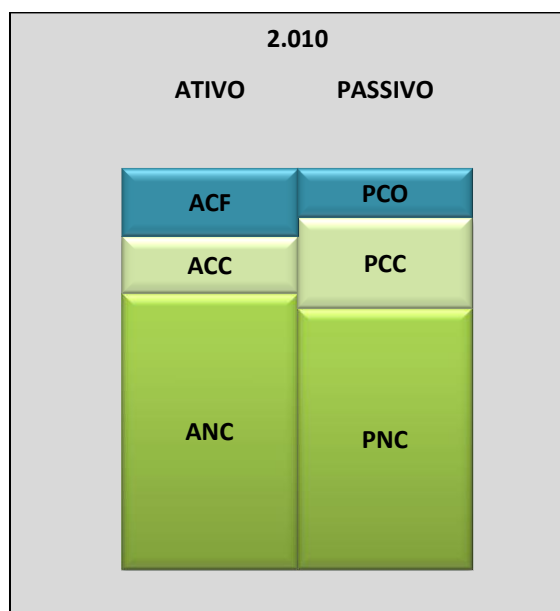 2.010
ATIVO PASSIVO
ACF PCO
ACC PCC
ANC PNC